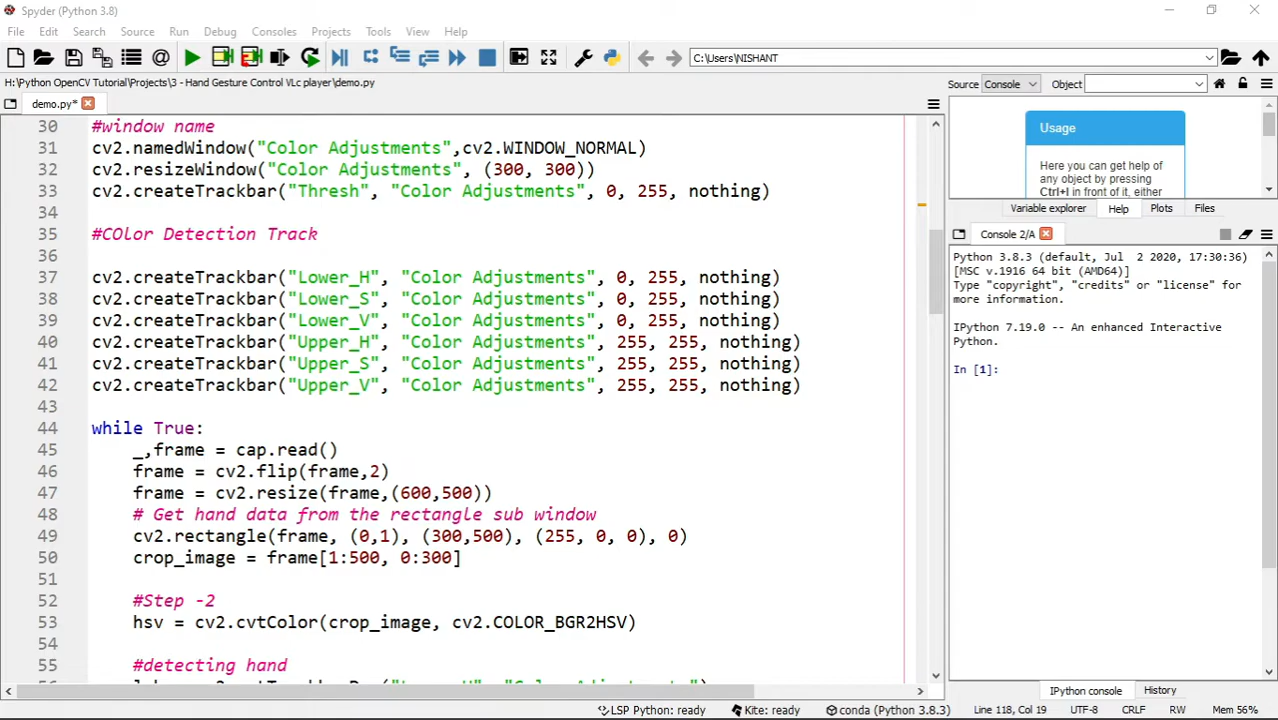 Spyder (Python 3.8)
File Edit Search Source Run Debug Consoles Projects Tools View Help
C:\Users\NISHANT
H:\Python OpenCV Tutorial\Projects\3 - Hand Gesture Control VLc player\demo.py
demo.py*
30 #window name
31 cv2.namedWindow("Color Adjustments",cv2.WINDOW_NORMAL)
32 cv2.resizeWindow("Color Adjustments", (300, 300))
33 cv2.createTrackbar("Thresh", "Color Adjustments", 0, 255, nothing)
34
35 #COlor Detection Track
36
37 cv2.createTrackbar("Lower_H", "Color Adjustments", 0, 255, nothing)
38 cv2.createTrackbar("Lower_S", "Color Adjustments", 0, 255, nothing)
39 cv2.createTrackbar("Lower_V", "Color Adjustments", 0, 255, nothing)
40 cv2.createTrackbar("Upper_H", "Color Adjustments", 255, 255, nothing)
41 cv2.createTrackbar("Upper_S", "Color Adjustments", 255, 255, nothing)
42 cv2.createTrackbar("Upper_V", "Color Adjustments", 255, 255, nothing)
43
44 while True:
45 _,frame = cap.read()
46 frame = cv2.flip(frame,2)
47 frame = cv2.resize(frame,(600,500))
48 # Get hand data from the rectangle sub window
49 cv2.rectangle(frame, (0,1), (300,500), (255, 0, 0), 0)
50 crop_image = frame[1:500, 0:300]
51
52 #Step -2
53 hsv = cv2.cvtColor(crop_image, cv2.COLOR_BGR2HSV)
54
55 #detecting hand
Source Console Object
Usage
Here you can get help of
any object by pressing
Ctrl+I in front of it, either
Variable explorer Help Plots Files
Console 2/A
Python 3.8.3 (default, Jul 2 2020, 17:30:36)
[MSC v.1916 64 bit (AMD64)]
Type "copyright", "credits" or "license" for
more information.
IPython 7.19.0 -- An enhanced Interactive
Python.
In [1]:
IPython console History
LSP Python: ready Kite: ready conda (Python 3.8.3) Line 118, Col 19 UTF-8 CRLF RW Mem 56%